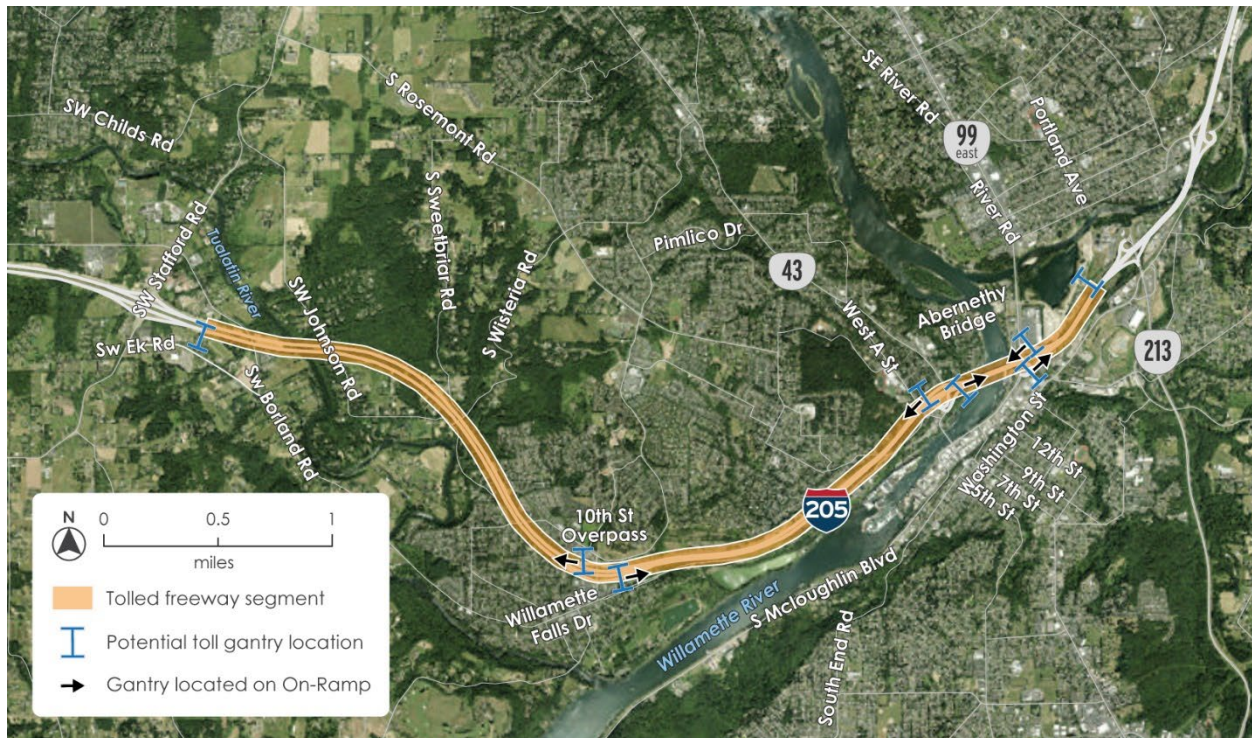 SW Childs Rd
S Rosemont Rd
SE River Rd
Portland Ave
99
east
River Rd
SW Stafford Rd
Tualatin River
S Sweetbriar Rd
Pimlico Dr
43
S Wisteria Rd
SW Johnson Rd
West A St
Abernethy
Bridge
213
Sw Ek Rd
Sw Borland Rd
Washington St
12th St
9th St
7th St
5th St
205
10th St
Overpass
Willamette
Falls Dr
Willamette River
S Mcloughlin Blvd
South End Rd
N
0 0.5 1
miles
Tolled freeway segment
Potential toll gantry location
Gantry located on On-Ramp